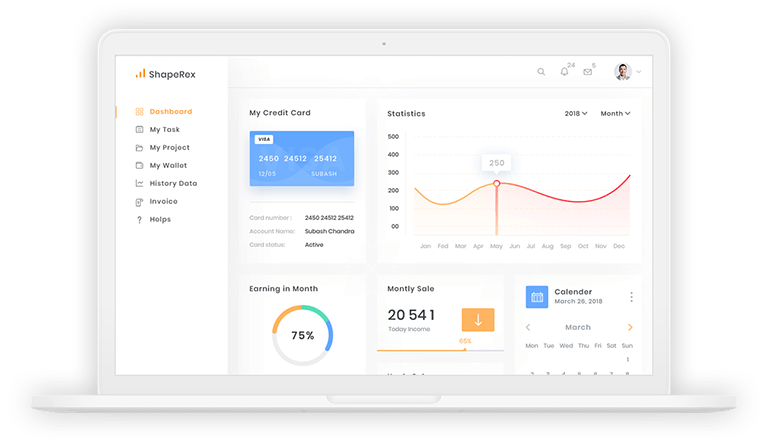 ShapeRex
24
5
Dashboard
My Task
My Project
My Wallet
History Data
Invoice
Helps
My Credit Card
VISA
2450 24512 25412
12/05 SUBASH
Card number : 2450 24512 25412
Account Name: Subash Chandra
Card status: Active
Statistics
2018
Month
500
400
300
200
100
00
250
Jan Fed Mar Apr May Jun Jul Aug Sep Oct Nov Dec
Earning in Month
75%
Montly Sale
20 54 1
Today Income
65%
Calender
March 26, 2018
March
Mon Tue Wed Thu Fri Sat Sun
1